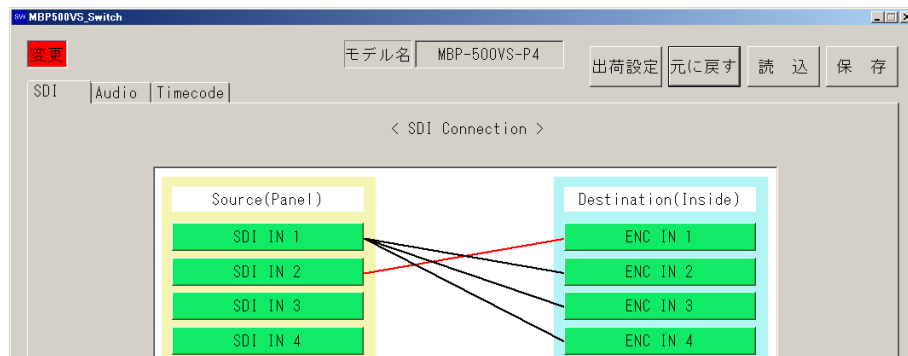 SW MBP500VS_Switch
変更 モデル名 MBP-500VS-P4 出荷設定 元に戻す 読 込 保 存
SDI Audio Timecode
< SDI Connection >
Source(Panel) Destination(Inside)
SDI IN 1 ENC IN 1
SDI IN 2 ENC IN 2
SDI IN 3 ENC IN 3
SDI IN 4 ENC IN 4